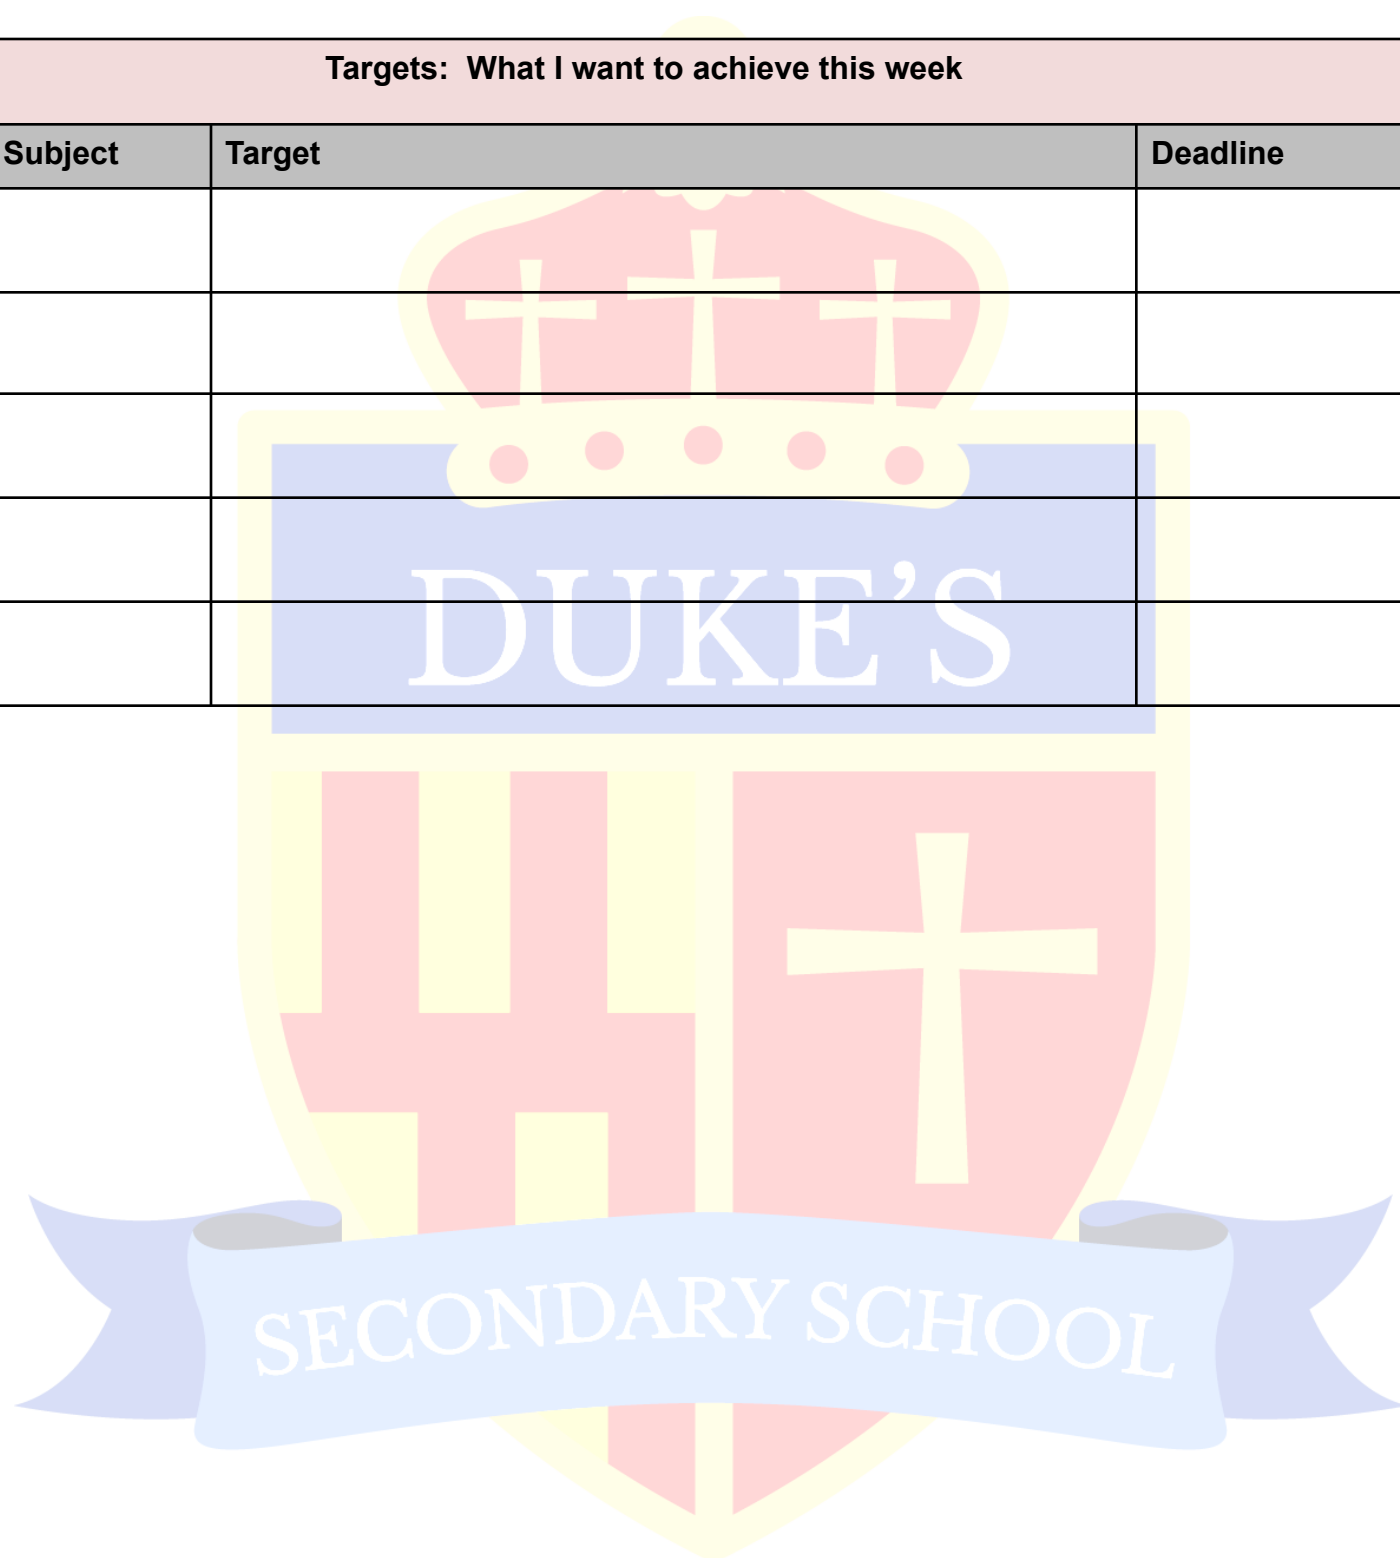 Targets: What I want to achieve this week
Subject Target Deadline
DUKE'S
SECONDARY SCHOOL